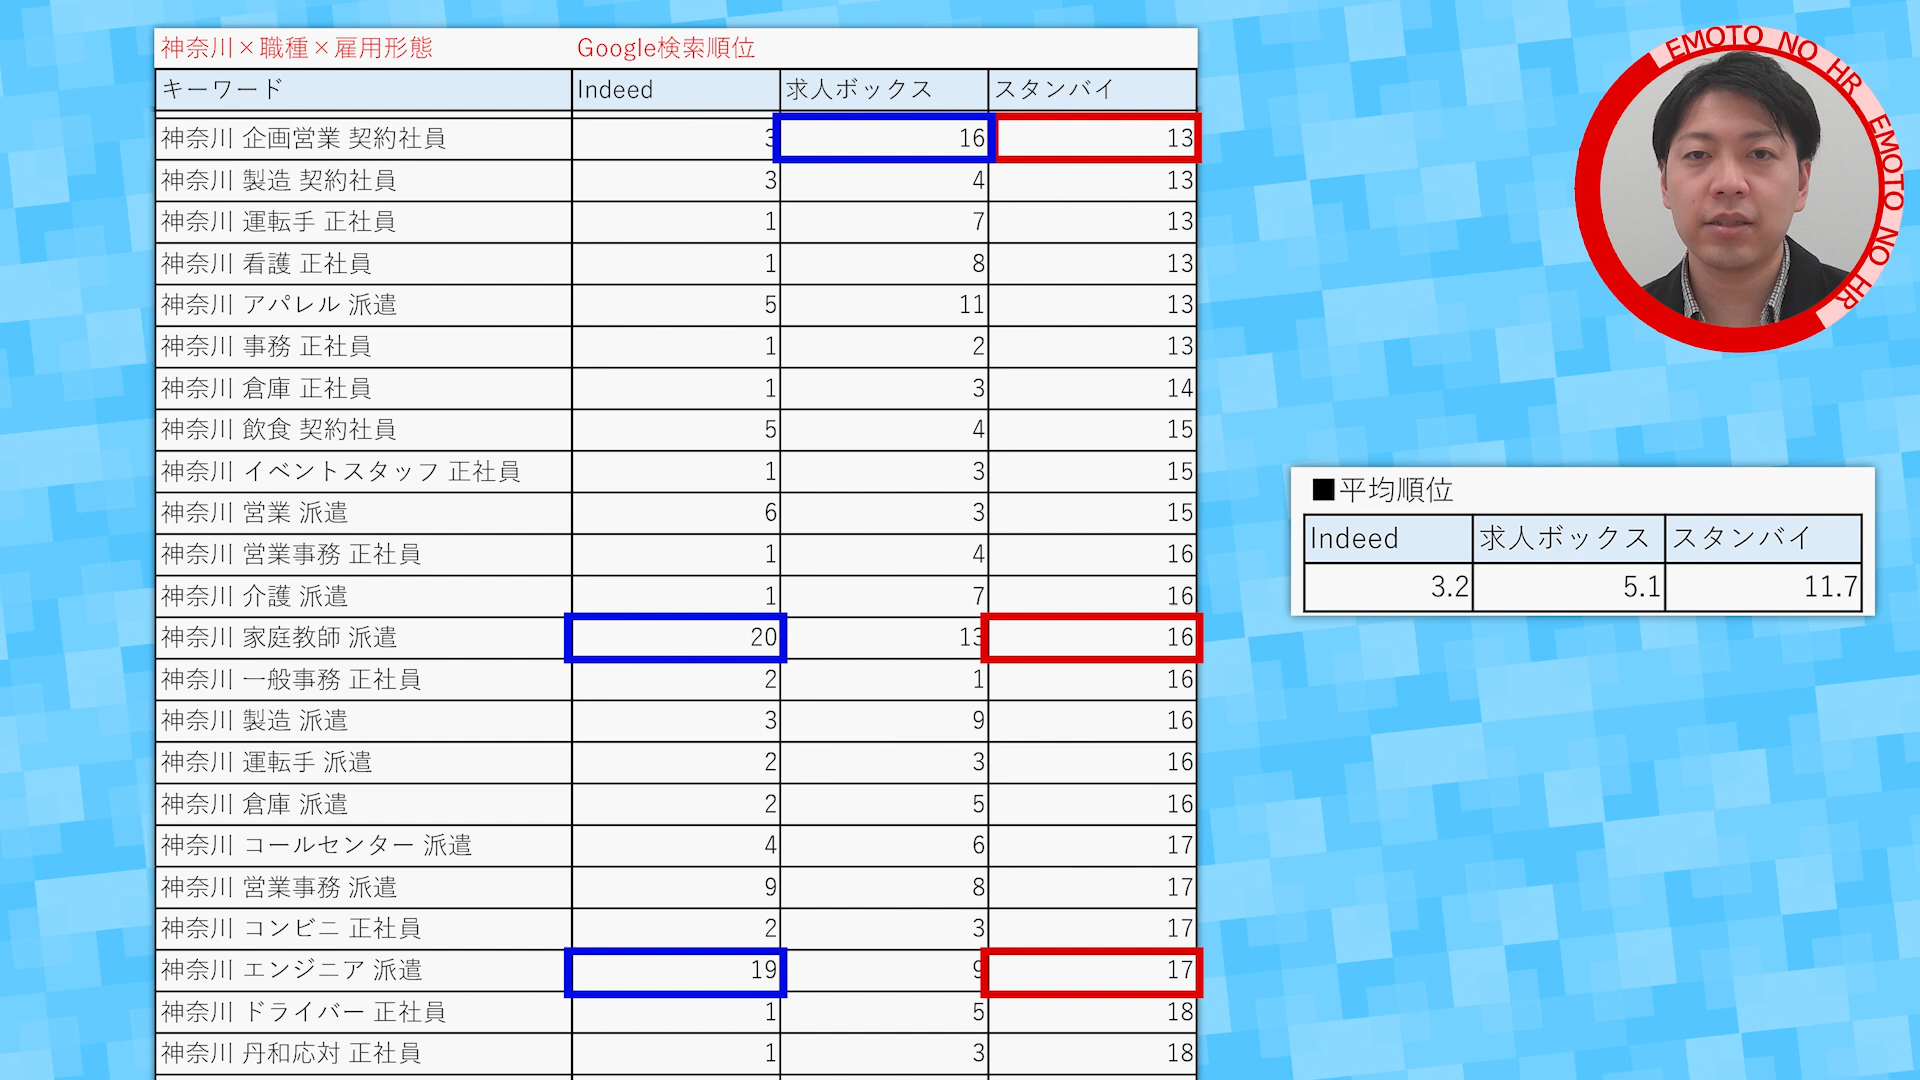 神奈川×職種×雇用形態 Google検索順位
キーワード Indeed 求人ボックス スタンバイ
神奈川 企画営業 契約社員 3 16 13
神奈川 製造 契約社員 3 4 13
神奈川 運転手 正社員 1 7 13
神奈川 看護 正社員 1 8 13
神奈川 アパレル 派遣 5 11 13
神奈川 事務 正社員 1 2 13
神奈川 倉庫 正社員 1 3 14
神奈川 飲食 契約社員 5 4 15
神奈川 イベントスタッフ 正社員 1 3 15
神奈川 営業 派遣 6 3 15
神奈川 営業事務 正社員 1 4 16
神奈川 介護 派遣 1 7 16
神奈川 家庭教師 派遣 20 13 16
神奈川 一般事務 正社員 2 1 16
神奈川 製造 派遣 3 9 16
神奈川 運転手 派遣 2 3 16
神奈川 倉庫 派遣 2 5 16
神奈川 コールセンター 派遣 4 6 17
神奈川 営業事務 派遣 9 8 17
神奈川 コンビニ 正社員 2 3 17
神奈川 エンジニア 派遣 19 9 17
神奈川 ドライバー 正社員 1 5 18
神奈川 丹和応対 正社員 1 3 18
EMOTO NO HR EMOTO NO HR
■平均順位
Indeed 求人ボックス スタンバイ
3.2 5.1 11.7